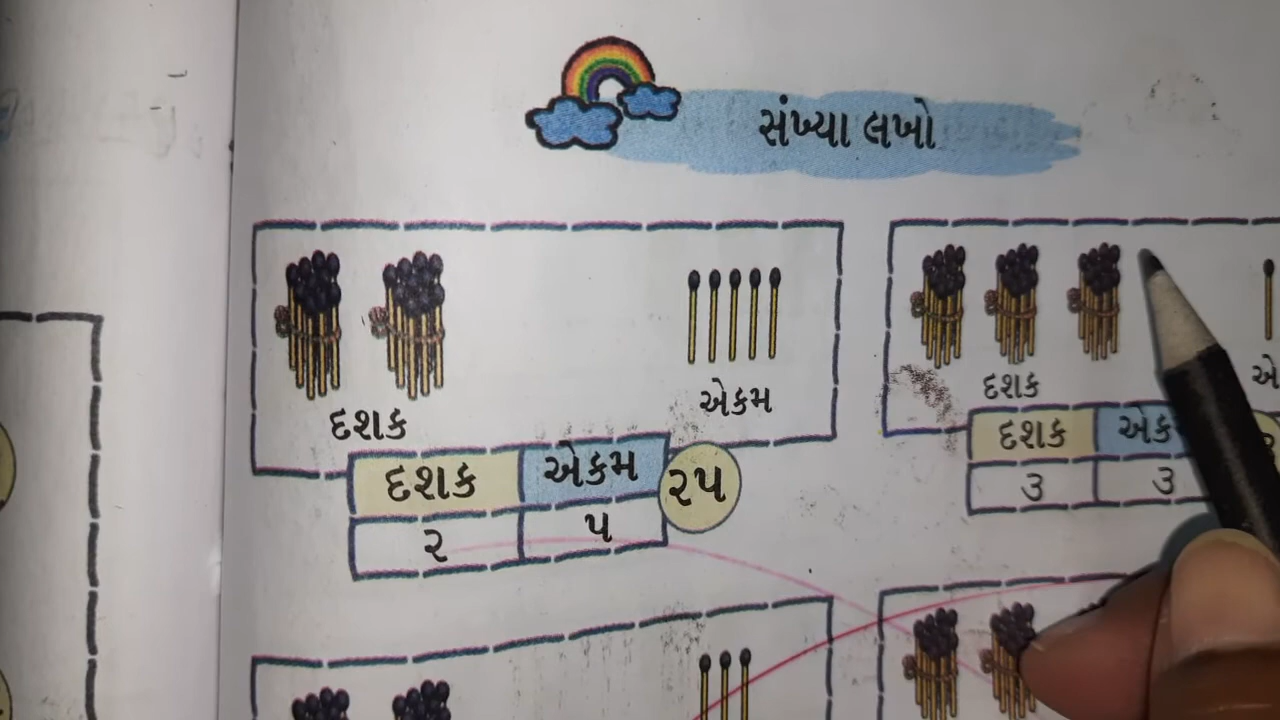 સંખ્યા લખો
દશક
એકમ
દશક એકમ ૨૫
૨ ૫
દશક
દશક
૩ ૩